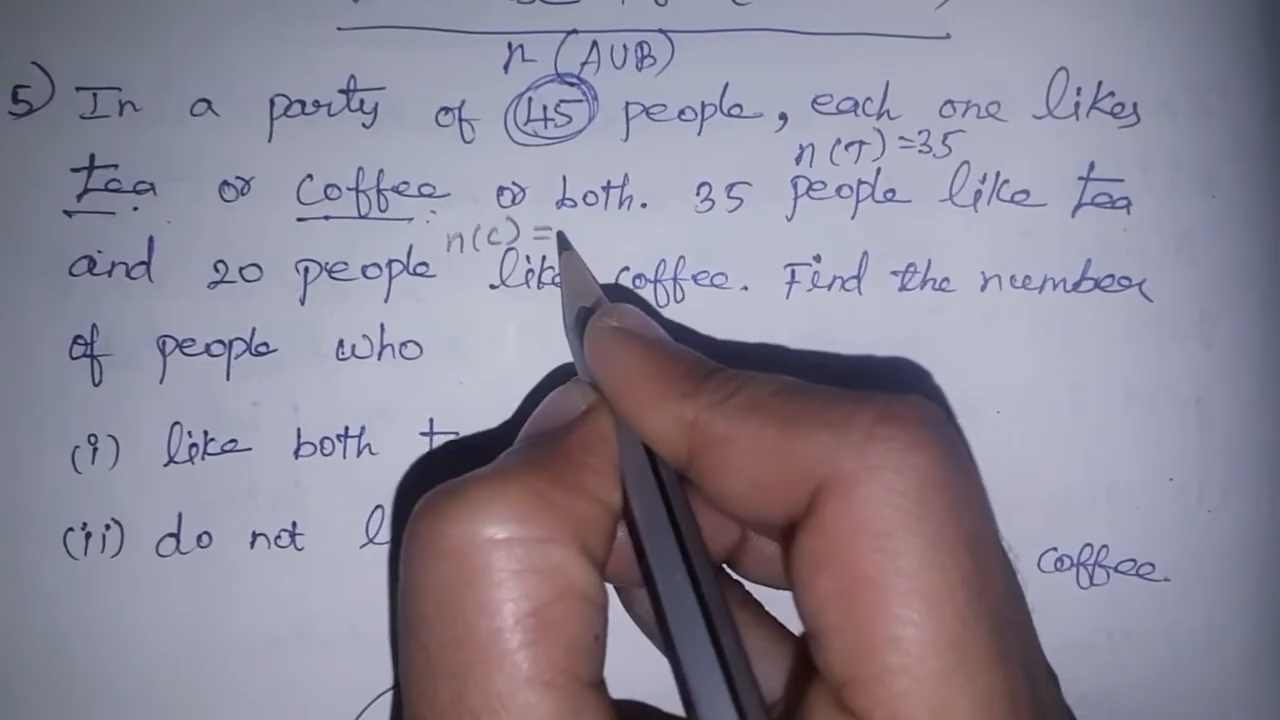 n (AUB)
5) In a party of 45 people, each one likes
n (T) = 35
tea or coffee or both. 35 people like tea
n(c) =
and 20 people like coffee. Find the number
of people who
(i) like both
(ii) do not coffee.